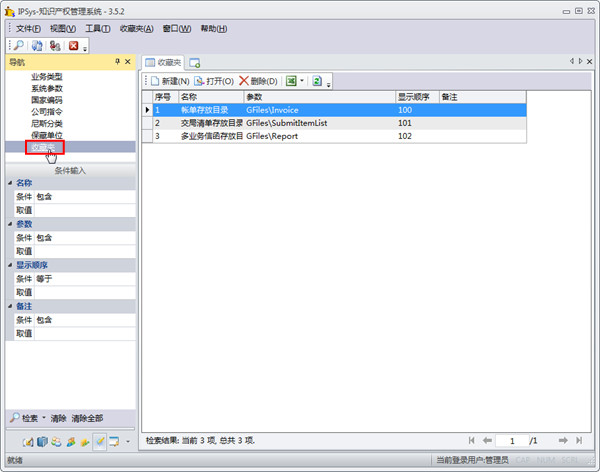 IPSys-知识产权管理系统 - 3.5.2
文件(F) 视图(V) 工具(T) 收藏夹(A) 窗口(W) 帮助(H)
导航
业务类型
系统参数
国家编码
公司指令
尼斯分类
保藏单位
收藏夹
条件输入
名称
条件 包含
取值
参数
条件 包含
取值
显示顺序
条件 等于
取值
备注
条件 包含
取值
检索 清除 清除全部
收藏夹
新建(N) 打开(O) 删除(D)
序号 名称 参数 显示顺序 备注
1 帐单存放目录 GFiles\Invoice 100
2 交局清单存放目录 GFiles\SubmitItemList 101
3 多业务信函存放目 GFiles\Report 102
检索结果: 当前 3 项, 总共 3 项.
1 /1
就绪
当前登录用户:管理员 CAP NUM SCRL